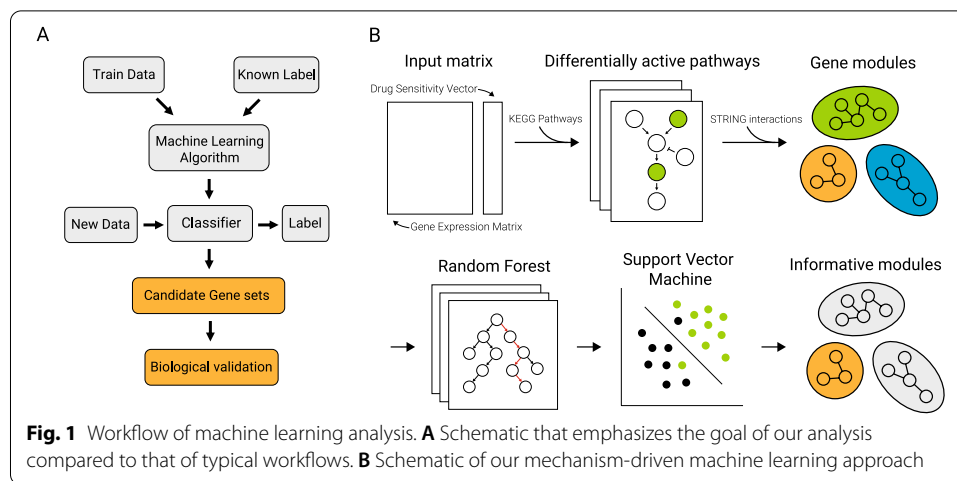 A
Train Data
Known Label
Machine Learning
Algorithm
New Data
Classifier
Label
Candidate Gene sets
Biological validation
B
Input matrix
Differentially active pathways
Gene modules
Drug Sensitivity Vector
KEGG Pathways
STRING interactions
Gene Expression Matrix
Random Forest
Support Vector
Machine
Informative modules
Fig. 1 Workflow of machine learning analysis. A Schematic that emphasizes the goal of our analysis
compared to that of typical workflows. B Schematic of our mechanism-driven machine learning approach